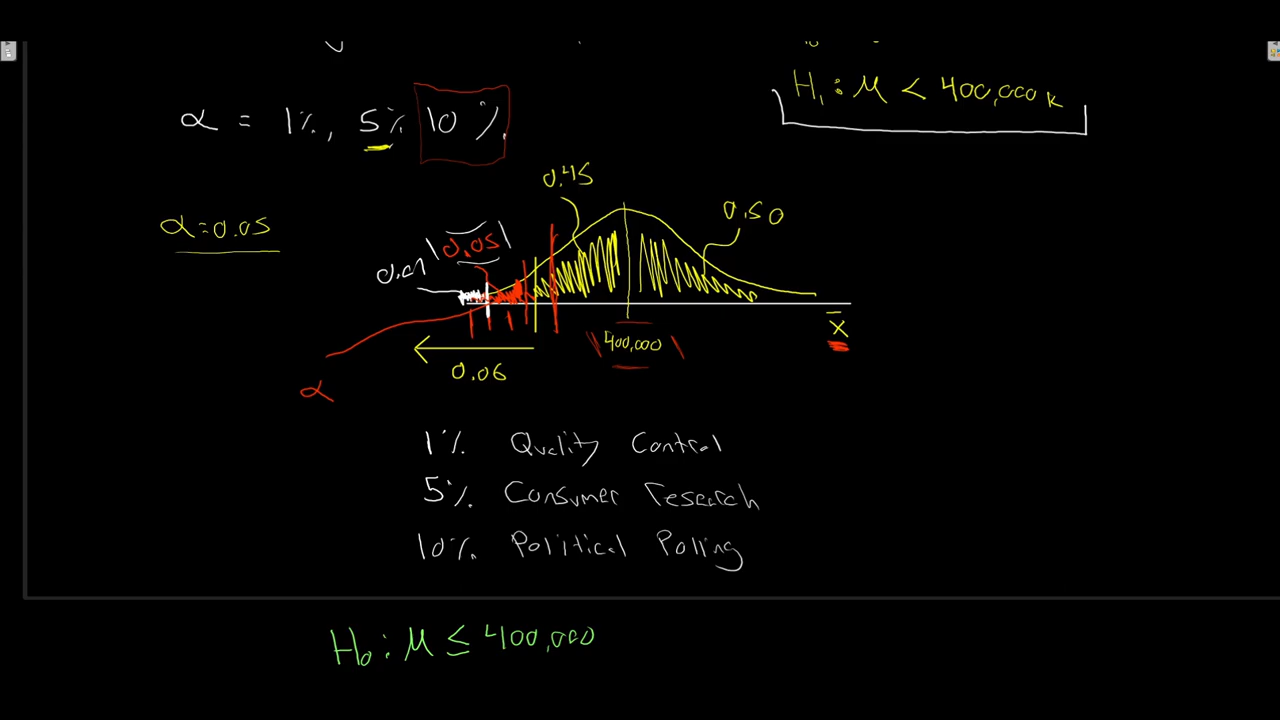 H₁ : μ < 400,000 k
α = 1%, 5% 10%.
0.45
0.50
α = 0.05
0.05
0.01
400,000
x̄
0.06
α
1% Quality Control
5% Consumer research
10% Political Polling
H₀ : μ ≤ 400,000